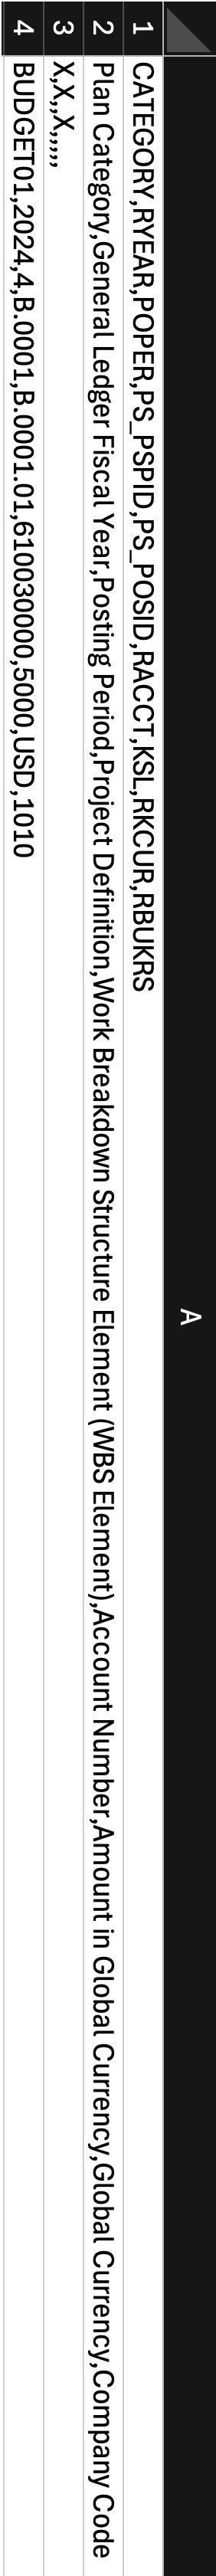 A
1 CATEGORY,RYEAR,POPER,PS_PSPID,PS_POSID,RACCT,KSL,RKCUR,RBUKRS
2 Plan Category,General Ledger Fiscal Year,Posting Period,Project Definition,Work Breakdown Structure Element (WBS Element),Account Number,Amount in Global Currency,Global Currency,Company Code
3 X,X,,X,,,,,
4 BUDGET01,2024,4,B.0001,B.0001.01,610030000,5000,USD,1010